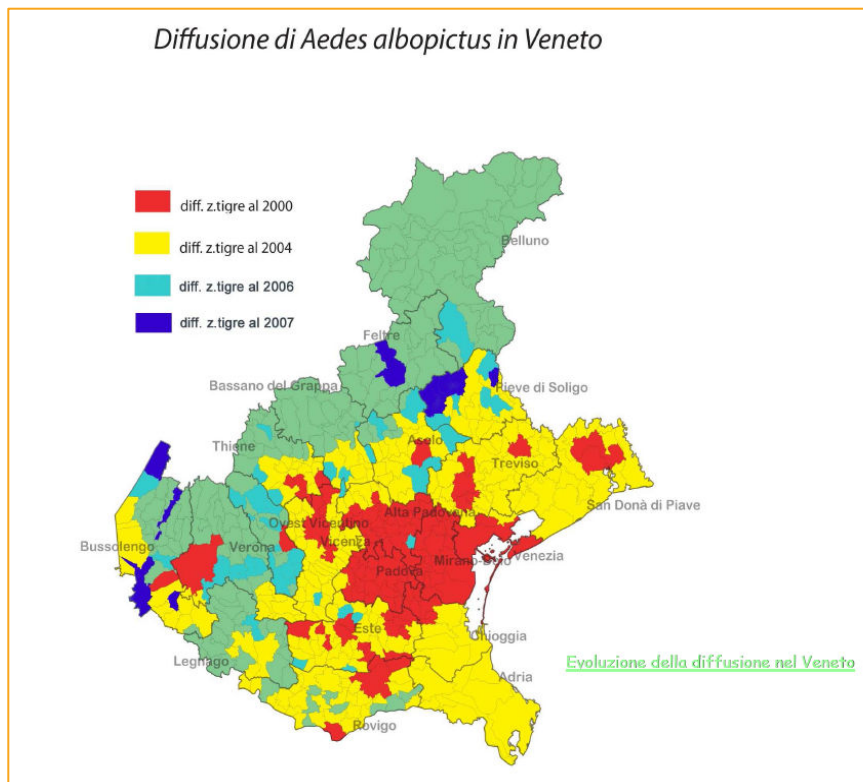 Diffusione di Aedes albopictus in Veneto
diff. z.tigre al 2000
diff. z.tigre al 2004
diff. z.tigre al 2006
diff. z.tigre al 2007
Belluno
Feltre
Bassano del Grappa
Pieve di Soligo
Thiene
Asolo
Treviso
San Donà di Piave
Ovest Vicentino
Alta Padovana
Vicenza
Bussolengo
Verona
Venezia
Mirano-Dolo
Padova
Este
Chioggia
Legnago
Adria
Rovigo
Evoluzione della diffusione nel Veneto